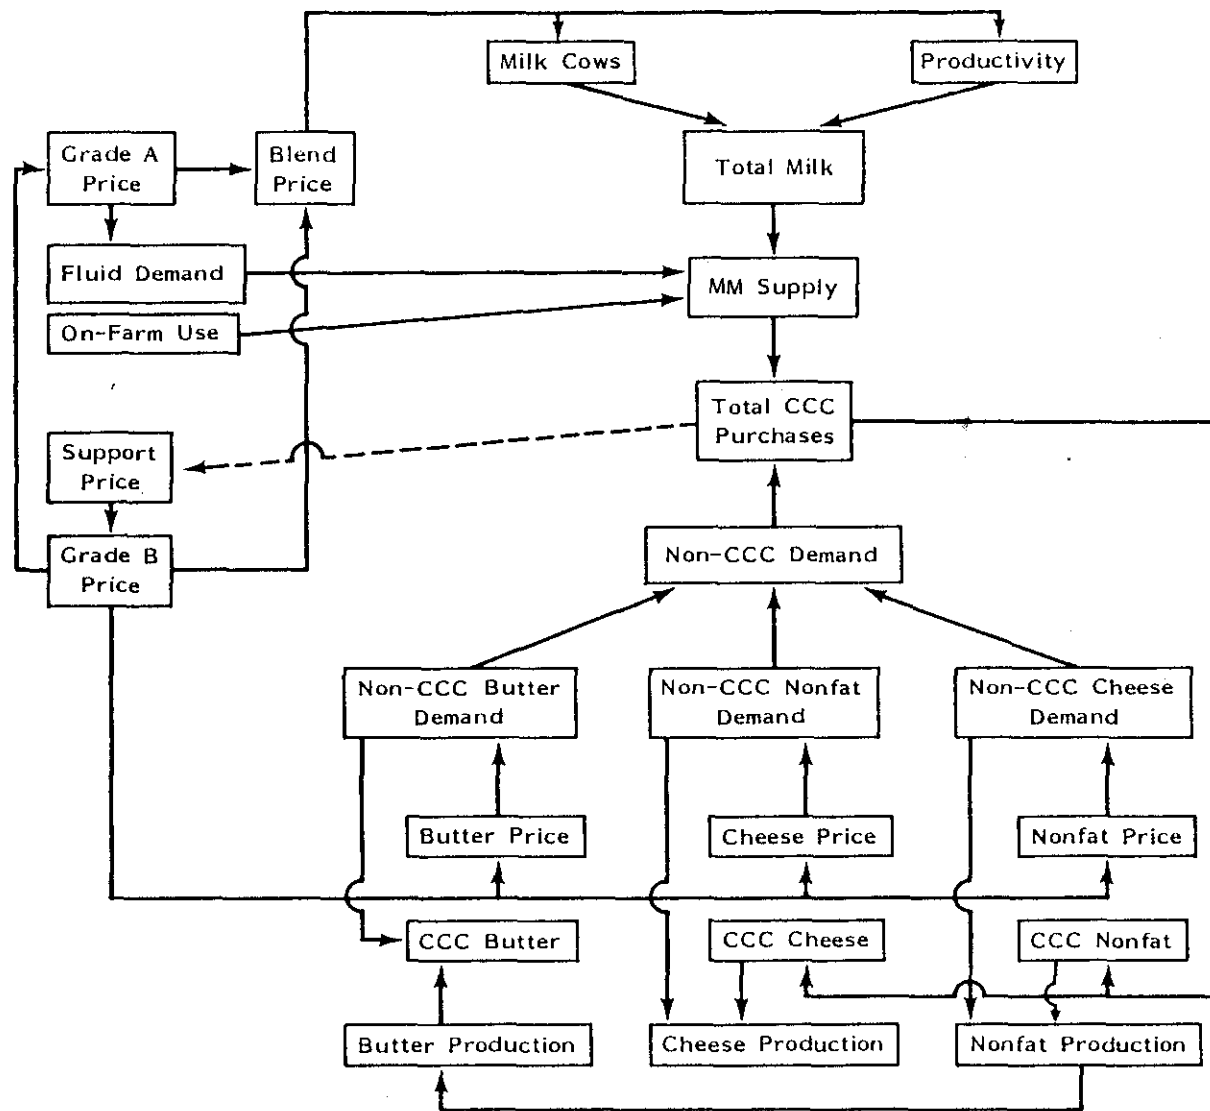 Milk Cows
Productivity
Grade A
Price
Blend
Price
Total Milk
Fluid Demand
MM Supply
On-Farm Use
Total CCC
Purchases
Support
Price
Grade B
Price
Non-CCC Demand
Non-CCC Butter
Demand
Non-CCC Nonfat
Demand
Non-CCC Cheese
Demand
Butter Price
Cheese Price
Nonfat Price
CCC Butter
CCC Cheese
CCC Nonfat
Butter Production
Cheese Production
Nonfat Production